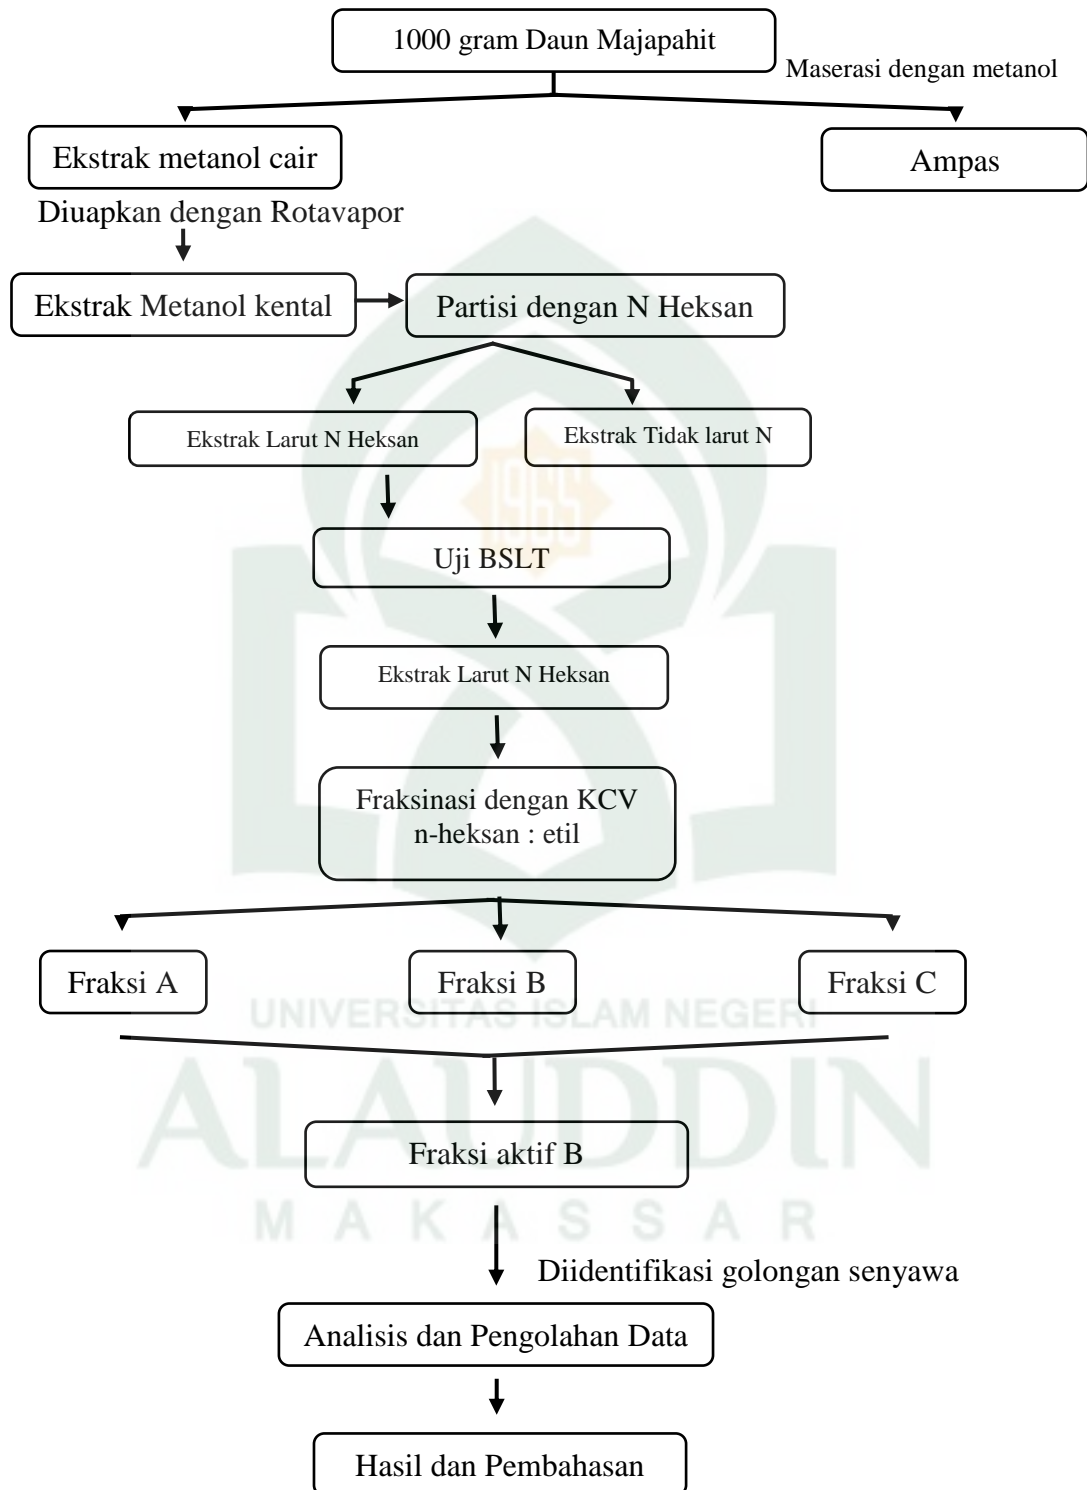 1000 gram Daun Majapahit
Maserasi dengan metanol
Ekstrak metanol cair
Ampas
Diuapkan dengan Rotavapor
Ekstrak Metanol kental
Partisi dengan N Heksan
Ekstrak Larut N Heksan
Ekstrak Tidak larut N
1965
Uji BSLT
Ekstrak Larut N Heksan
Fraksinasi dengan KCV
n-heksan : etil
Fraksi A
Fraksi B
Fraksi C
UNIVERSITAS ISLAM NEGERI
ALAUDDIN
Fraksi aktif B
MAKASSAR
Diidentifikasi golongan senyawa
Analisis dan Pengolahan Data
Hasil dan Pembahasan